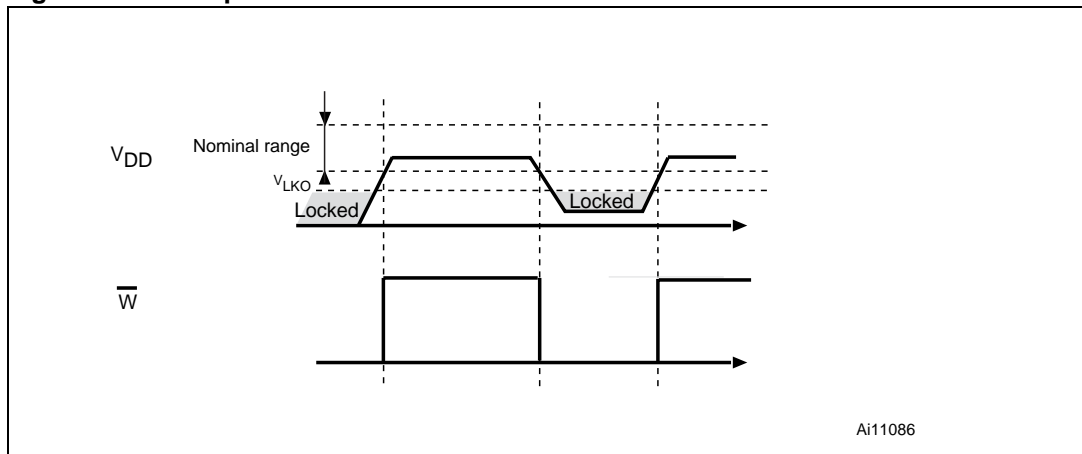 Nominal range
VDD
VLKO
Locked
Locked
W̅
Ai11086